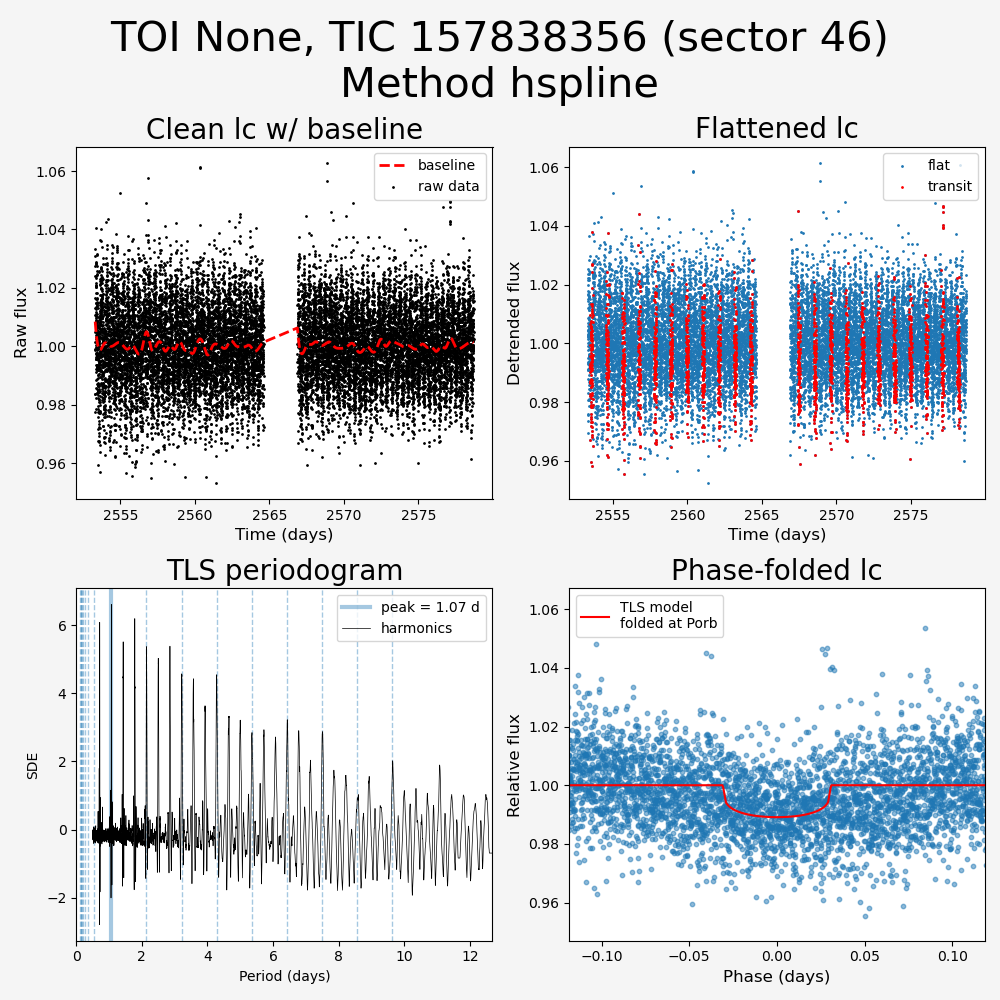 TOI None, TIC 157838356 (sector 46)
Method hspline
Clean lc w/ baseline
Flattened lc
baseline
raw data
flat
transit
1.06
1.04
1.02
1.00
0.98
0.96
Raw flux
2555
2560
2565
2570
2575
Time (days)
1.06
1.04
1.02
1.00
0.98
0.96
Detrended flux
2555
2560
2565
2570
2575
Time (days)
TLS periodogram
Phase-folded lc
peak = 1.07 d
harmonics
TLS model
folded at Porb
6
4
2
0
−2
SDE
0
2
4
6
8
10
12
Period (days)
1.06
1.04
1.02
1.00
0.98
0.96
Relative flux
−0.10
−0.05
0.00
0.05
0.10
Phase (days)